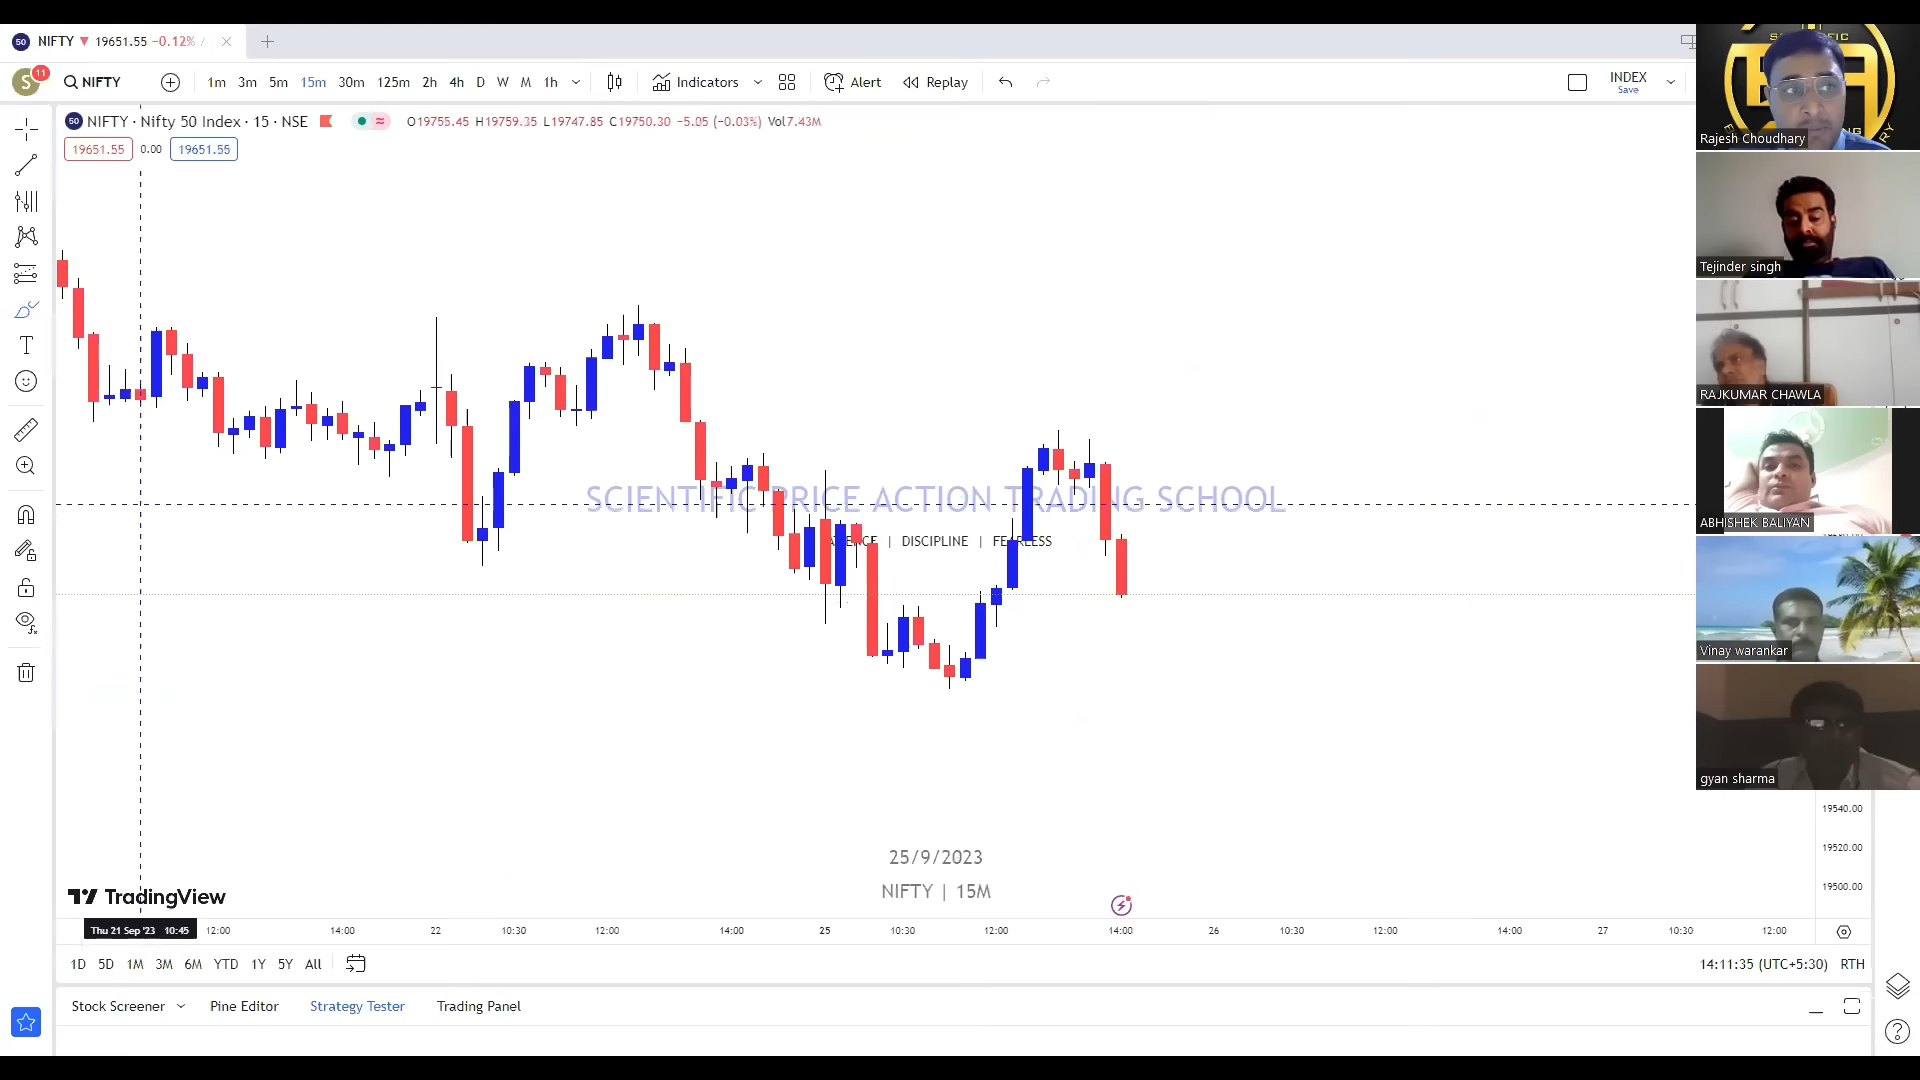 NIFTY 19651.55 −0.12% /
S 11 NIFTY 1m 3m 5m 15m 30m 125m 2h 4h D W M 1h Indicators Alert Replay INDEX
Save
50 NIFTY · Nifty 50 Index · 15 · NSE O19755.45 H19759.35 L19747.85 C19750.30 −5.05 (−0.03%) Vol7.43M
19651.55 0.00 19651.55
Rajesh Choudhary
Tejinder singh
RAJKUMAR CHAWLA
SCIENTIFIC PRICE ACTION TRADING SCHOOL
ABHISHEK BALIYAN
| DISCIPLINE | FEARLESS
Vinay warankar
gyan sharma
19540.00
19520.00
19500.00
25/9/2023
NIFTY | 15M
TradingView
Thu 21 Sep '23 10:45 12:00 14:00 22 10:30 12:00 14:00 25 10:30 12:00 14:00 26 10:30 12:00 14:00 27 10:30 12:00
1D 5D 1M 3M 6M YTD 1Y 5Y All 14:11:35 (UTC+5:30) RTH
Stock Screener Pine Editor Strategy Tester Trading Panel